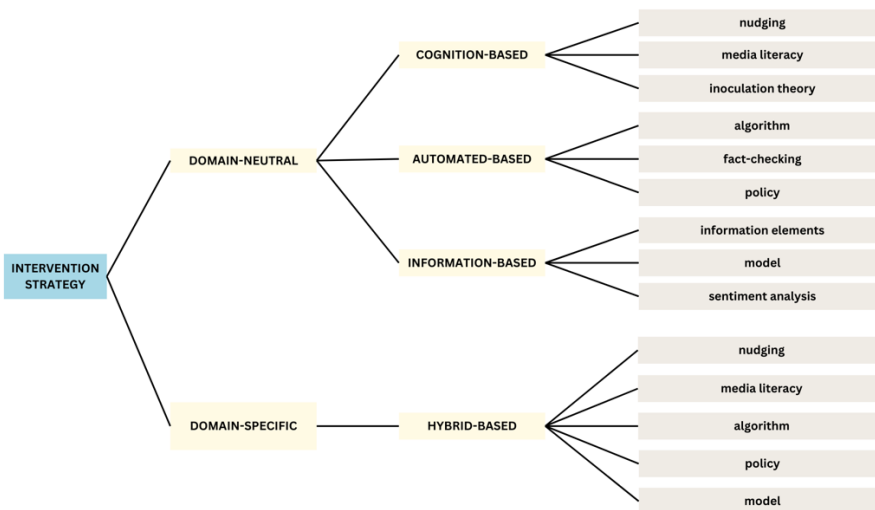 nudging
COGNITION-BASED
media literacy
inoculation theory
algorithm
DOMAIN-NEUTRAL
AUTOMATED-BASED
fact-checking
policy
information elements
INFORMATION-BASED
model
INTERVENTION
STRATEGY
sentiment analysis
nudging
media literacy
DOMAIN-SPECIFIC
HYBRID-BASED
algorithm
policy
model